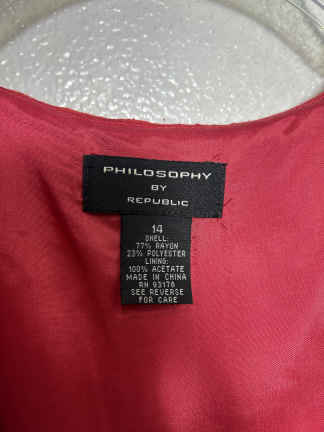 PHILOSOPHY
BY
REPUBLIC
14
SHELL:
77% RAYON
23% POLYESTER
LINING:
100% ACETATE
MADE IN CHINA
RN 93178
SEE REVERSE
FOR CARE